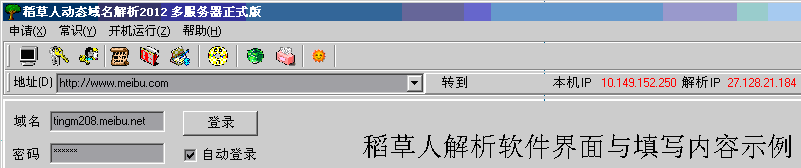 稻草人动态域名解析2012 多服务器正式版
申请(X) 常识(Y) 开机运行(Z) 帮助(H)
地址(D) http://www.meibu.com 转到 本机IP 10.149.152.250 解析IP 27.128.21.184
域名 tingm208.meibu.net 登录
密码 ****** 自动登录
稻草人解析软件界面与填写内容示例